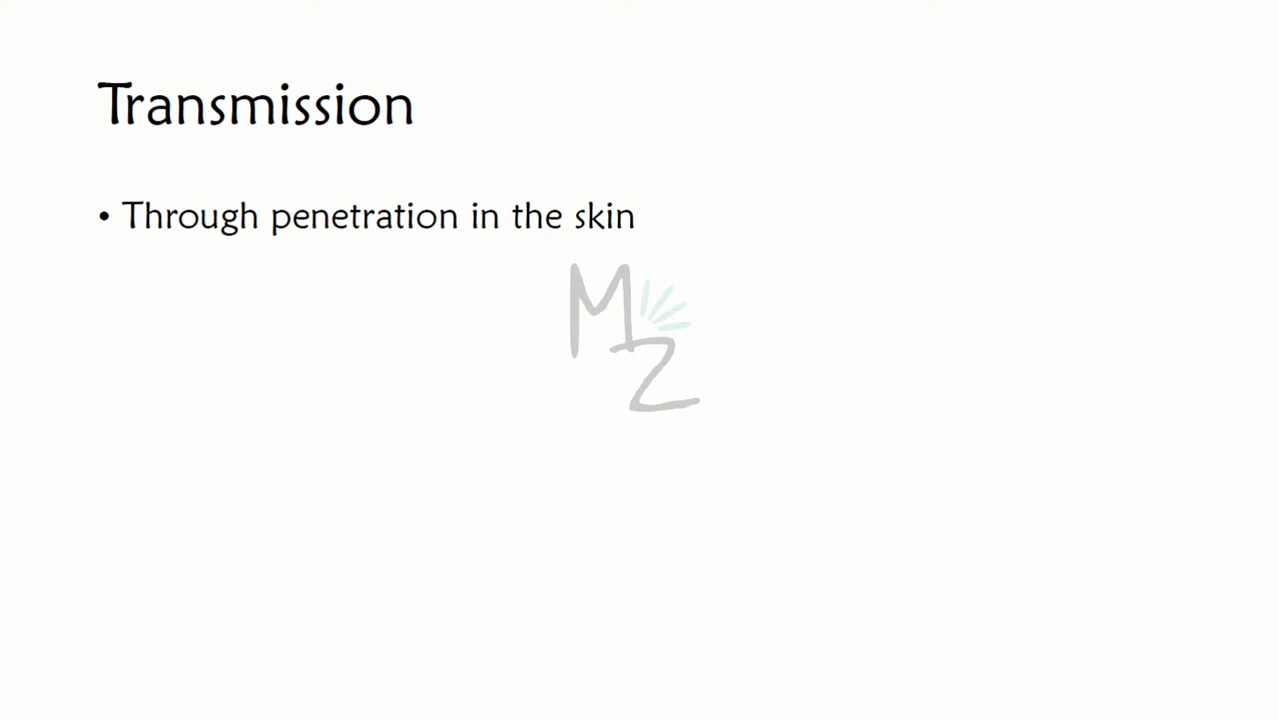 Transmission
• Through penetration in the skin
M
Z